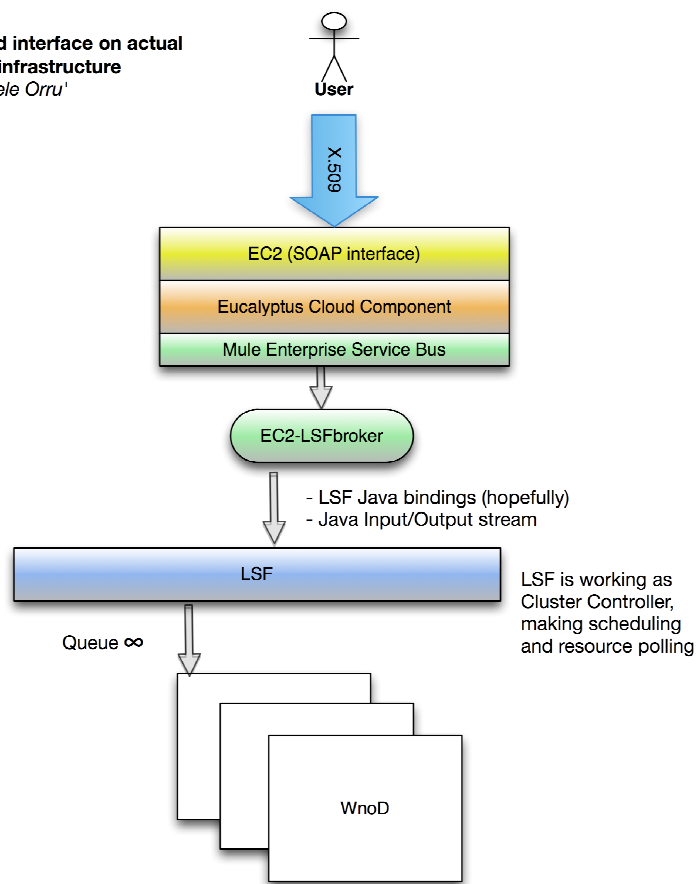 d interface on actual
infrastructure
ele Orru'
User
X.509
EC2 (SOAP interface)
Eucalyptus Cloud Component
Mule Enterprise Service Bus
EC2-LSFbroker
- LSF Java bindings (hopefully)
- Java Input/Output stream
LSF
LSF is working as
Cluster Controller,
making scheduling
and resource polling
Queue ∞
WnoD